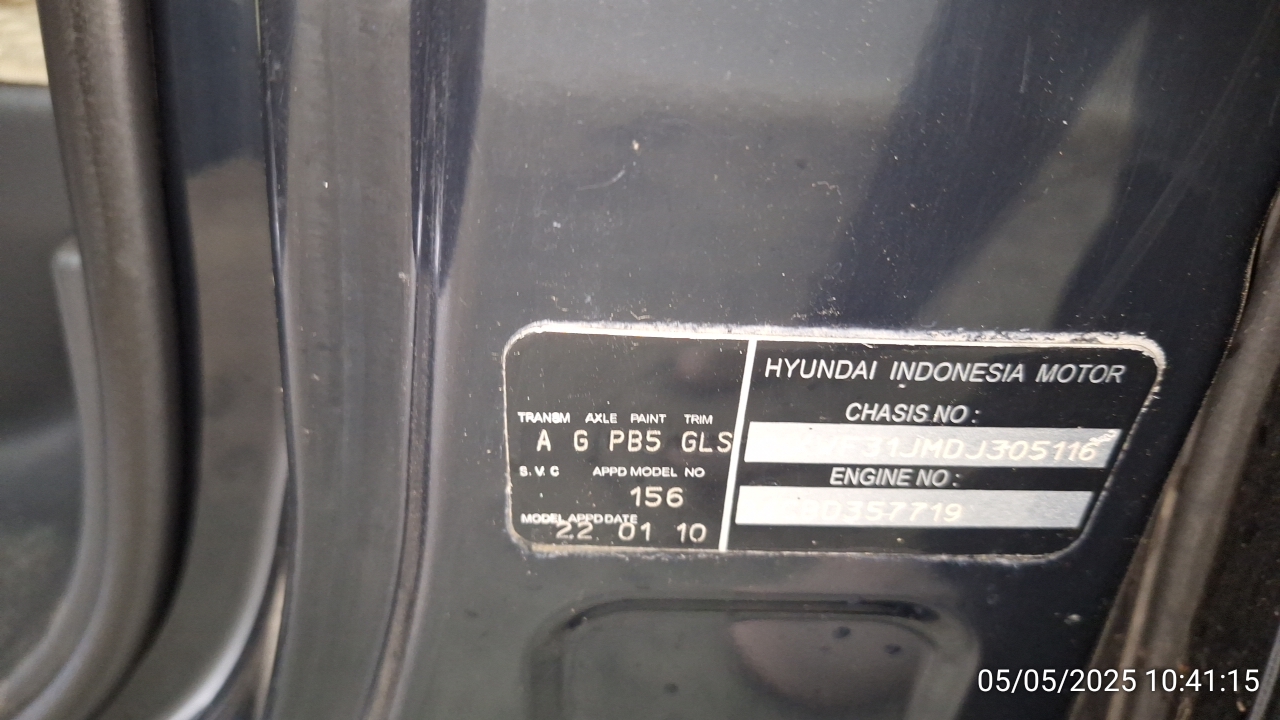 TRANSM AXLE PAINT TRIM
A G PB5 GLS
S.V.C APPD MODEL NO
156
MODEL APPD DATE
22 01 10
HYUNDAI INDONESIA MOTOR
CHASIS NO :
31JMDJ305116
ENGINE NO :
D357719
05/05/2025 10:41:15